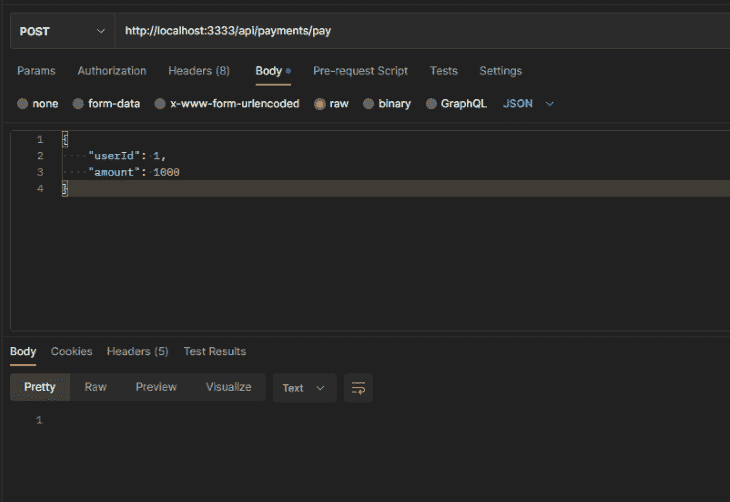 POST http://localhost:3333/api/payments/pay
Params Authorization Headers (8) Body Pre-request Script Tests Settings
none form-data x-www-form-urlencoded raw binary GraphQL JSON
1 {
2 "userId": 1,
3 "amount": 1000
4 }
Body Cookies Headers (5) Test Results
Pretty Raw Preview Visualize Text
1